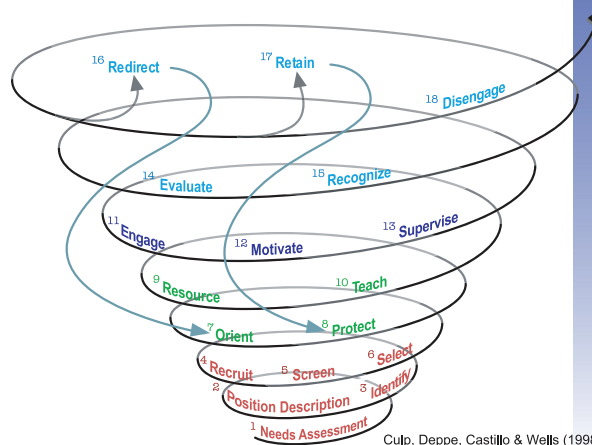 16 Redirect
17 Retain
18 Disengage
14 Evaluate
15 Recognize
11 Engage
12 Motivate
13 Supervise
9 Resource
10 Teach
7 Orient
8 Protect
4 Recruit
5 Screen
6 Select
2 Position Description
3 Identify
1 Needs Assessment
Culp, Deppe, Castillo & Wells (1998